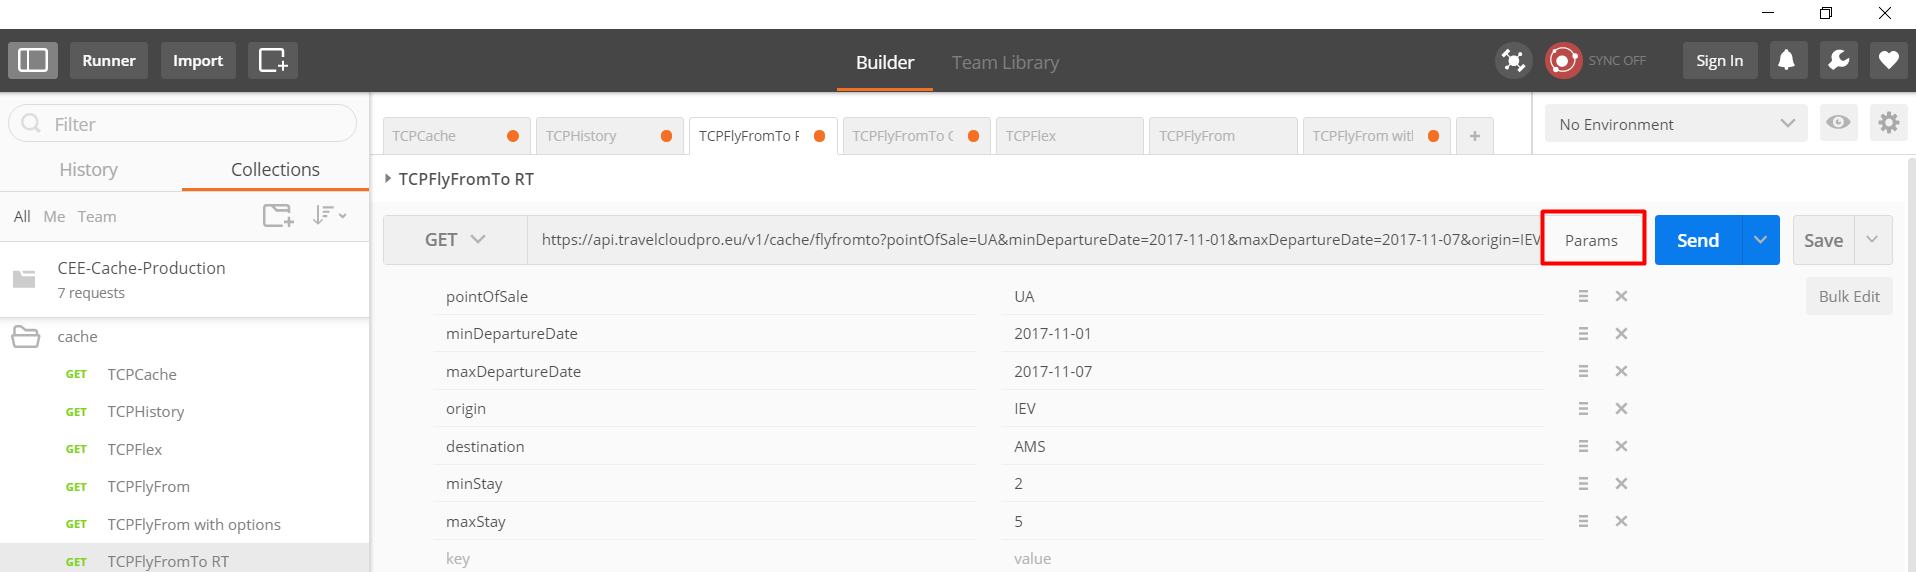 Runner Import Builder Team Library SYNC OFF Sign In
Filter
History Collections
All Me Team
CEE-Cache-Production
7 requests
cache
GET TCPCache
GET TCPHistory
GET TCPFlex
GET TCPFlyFrom
GET TCPFlyFrom with options
GET TCPFlyFromTo RT
TCPCache TCPHistory TCPFlyFromTo TCPFlyFromTo TCPFlex TCPFlyFrom TCPFlyFrom with +
No Environment
TCPFlyFromTo RT
GET https://api.travelcloudpro.eu/v1/cache/flyfromto?pointOfSale=UA&minDepartureDate=2017-11-01&maxDepartureDate=2017-11-07&origin=IEV Params Send Save
pointOfSale UA Bulk Edit
minDepartureDate 2017-11-01
maxDepartureDate 2017-11-07
origin IEV
destination AMS
minStay 2
maxStay 5
key value